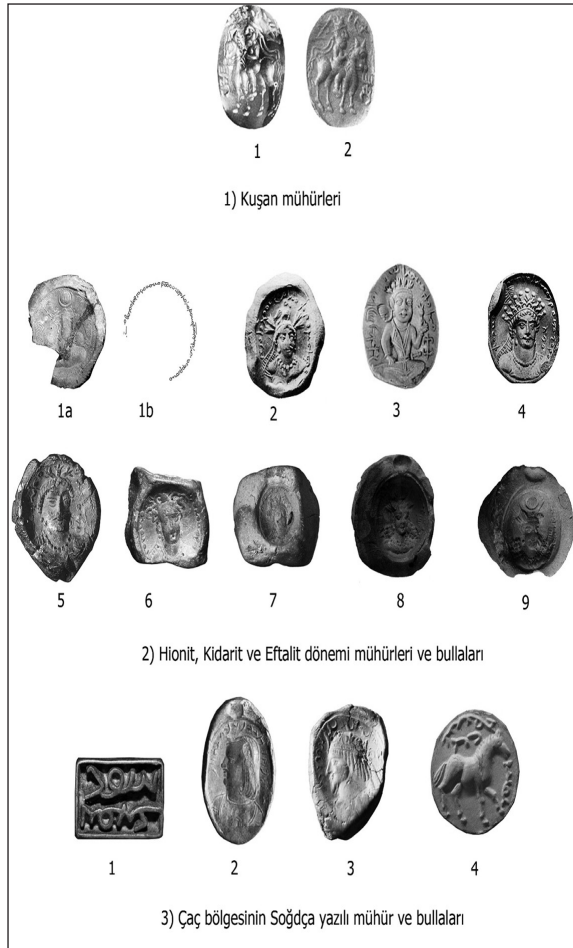 1 2
1) Kuşan mühürleri
1a 1b 2 3 4
5 6 7 8 9
2) Hionit, Kidarit ve Eftalit dönemi mühürleri ve bullaları
1 2 3 4
3) Çaç bölgesinin Soğdça yazılı mühür ve bullaları